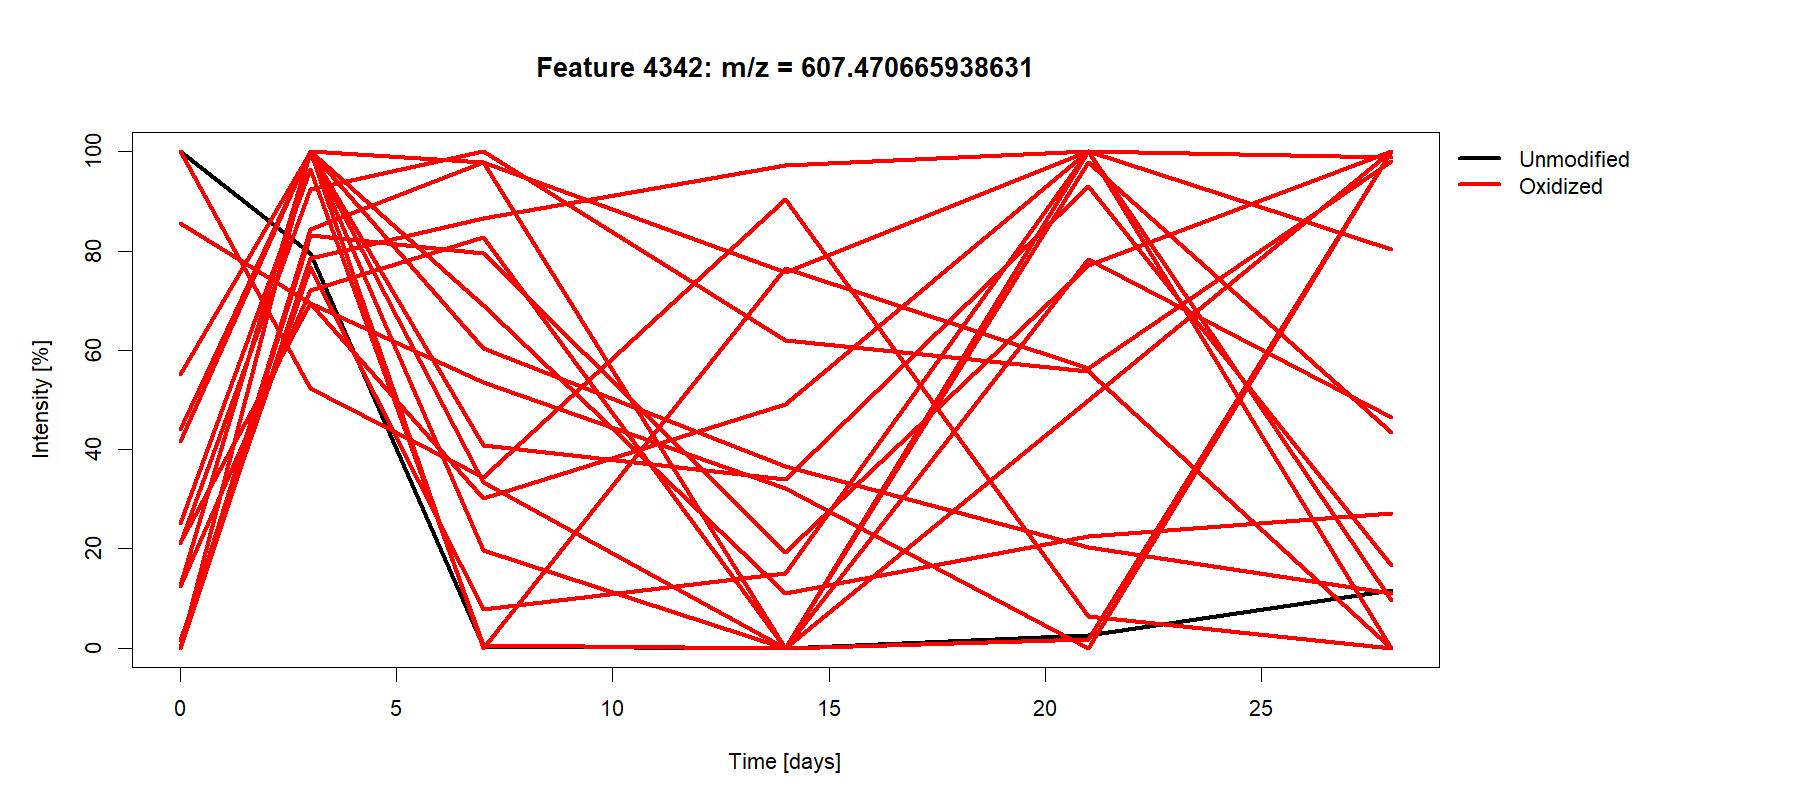 Feature 4342: m/z = 607.470665938631
Unmodified
Oxidized
Intensity [%]
100
80
60
40
20
0
0 5 10 15 20 25
Time [days]